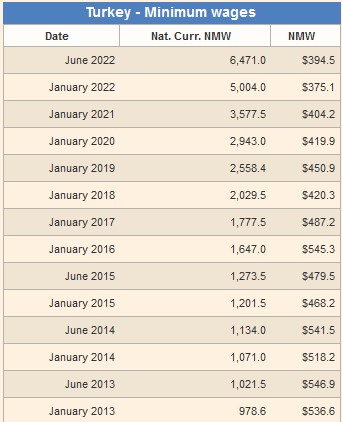 Turkey - Minimum wages
Date Nat. Curr. NMW NMW
June 2022 6,471.0 $394.5
January 2022 5,004.0 $375.1
January 2021 3,577.5 $404.2
January 2020 2,943.0 $419.9
January 2019 2,558.4 $450.9
January 2018 2,029.5 $420.3
January 2017 1,777.5 $487.2
January 2016 1,647.0 $545.3
June 2015 1,273.5 $479.5
January 2015 1,201.5 $468.2
June 2014 1,134.0 $541.5
January 2014 1,071.0 $518.2
June 2013 1,021.5 $546.9
January 2013 978.6 $536.6